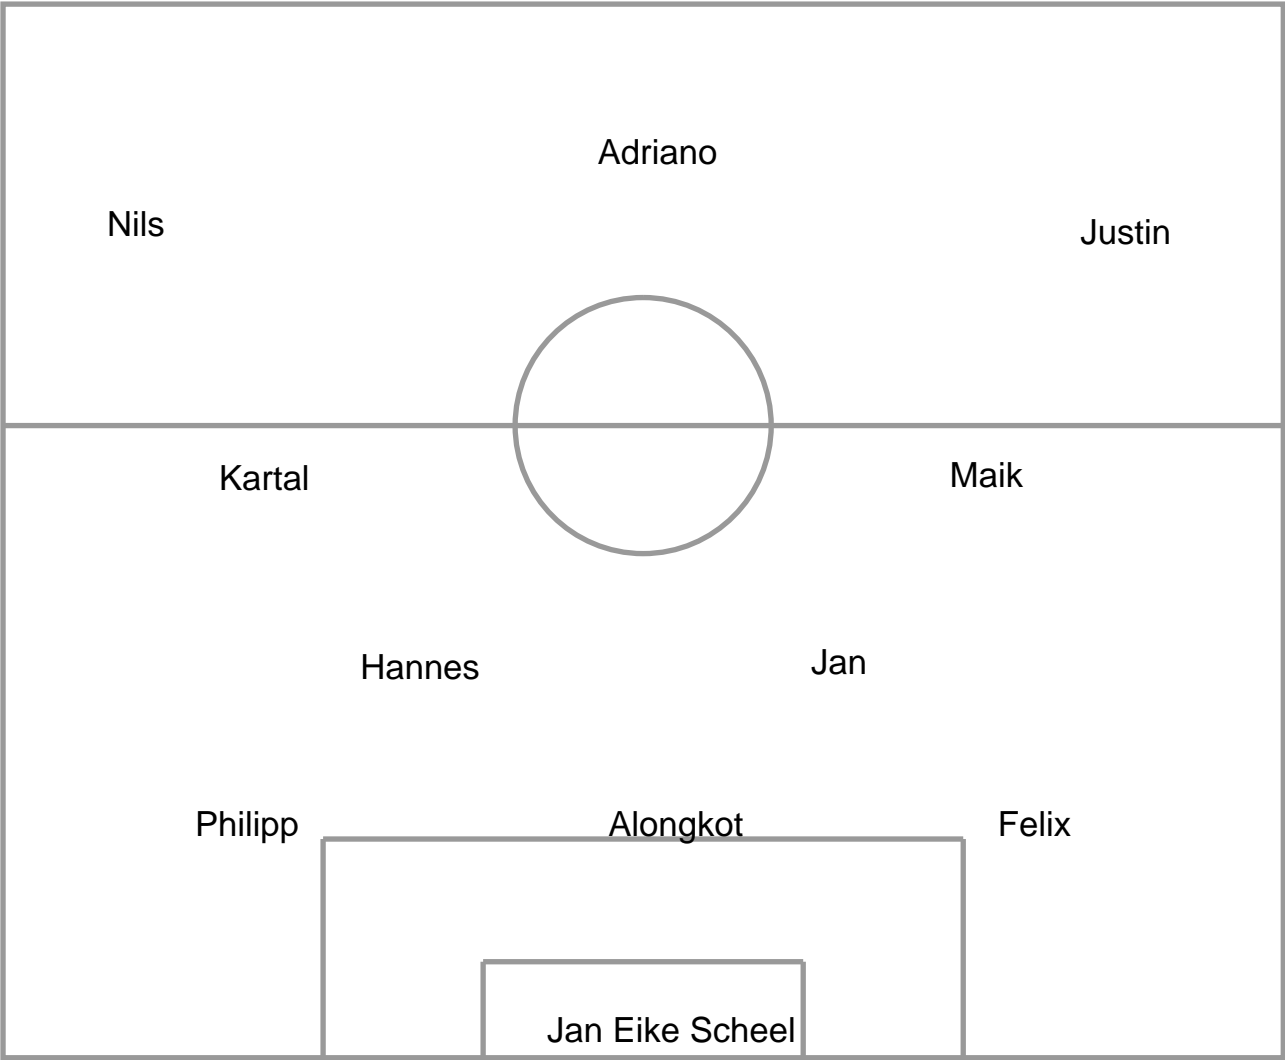 Adriano
Nils
Justin
Kartal
Maik
Hannes
Jan
Philipp
Alongkot
Felix
Jan Eike Scheel